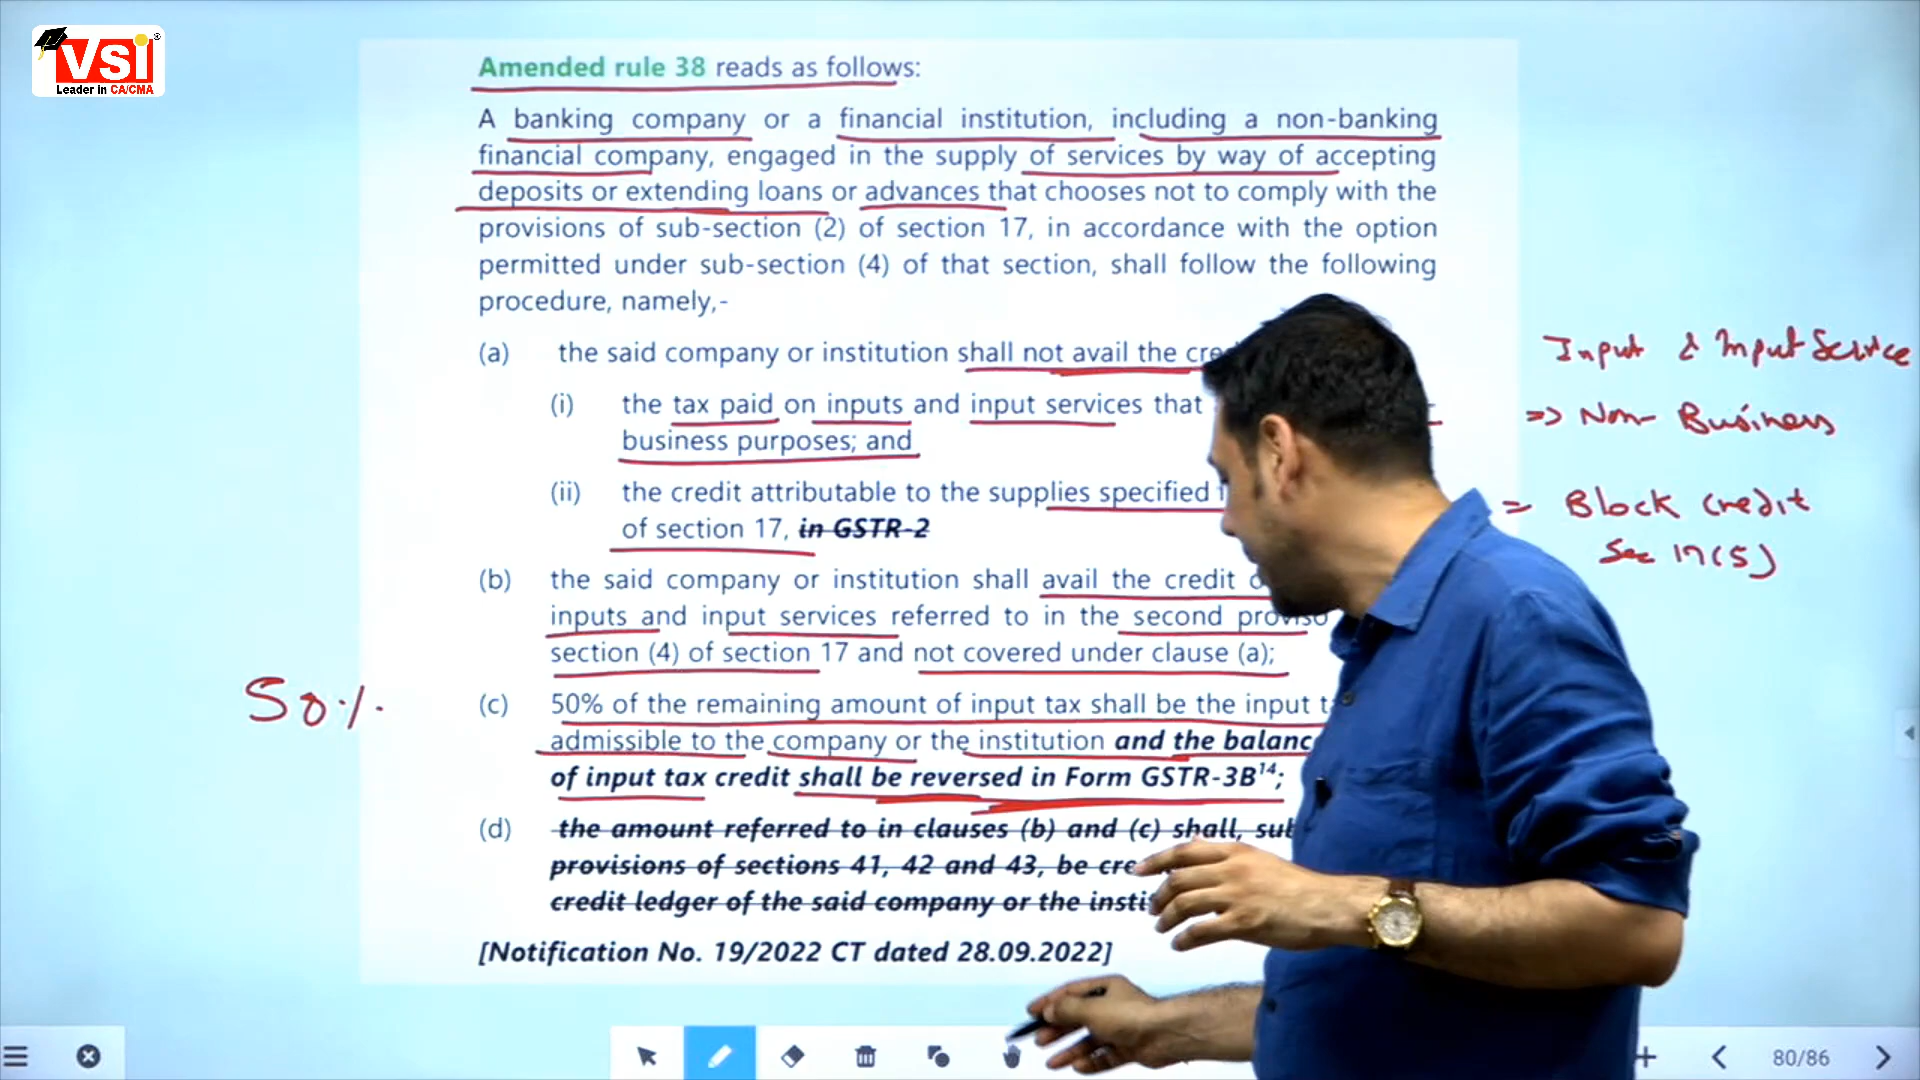 VSI®
Leader in CA/CMA
Amended rule 38 reads as follows:
A banking company or a financial institution, including a non-banking
financial company, engaged in the supply of services by way of accepting
deposits or extending loans or advances that chooses not to comply with the
provisions of sub-section (2) of section 17, in accordance with the option
permitted under sub-section (4) of that section, shall follow the following
procedure, namely,-
(a) the said company or institution shall not avail the
(i) the tax paid on inputs and input services that
business purposes; and
(ii) the credit attributable to the supplies specified
of section 17, in GSTR-2
(b) the said company or institution shall avail the credit
inputs and input services referred to in the second proviso
section (4) of section 17 and not covered under clause (a);
(c) 50% of the remaining amount of input tax shall be the input
admissible to the company or the institution and the
of input tax credit shall be reversed in Form GSTR-3B14;
(d) the amount referred to in clauses (b) and (c) shall,
provisions of sections 41, 42 and 43, be
credit ledger of the said company or the
[Notification No. 19/2022 CT dated 28.09.2022]
50%
Input & Input Service
=> Non-Business
= Block Credit
Sec 17(5)
80/86